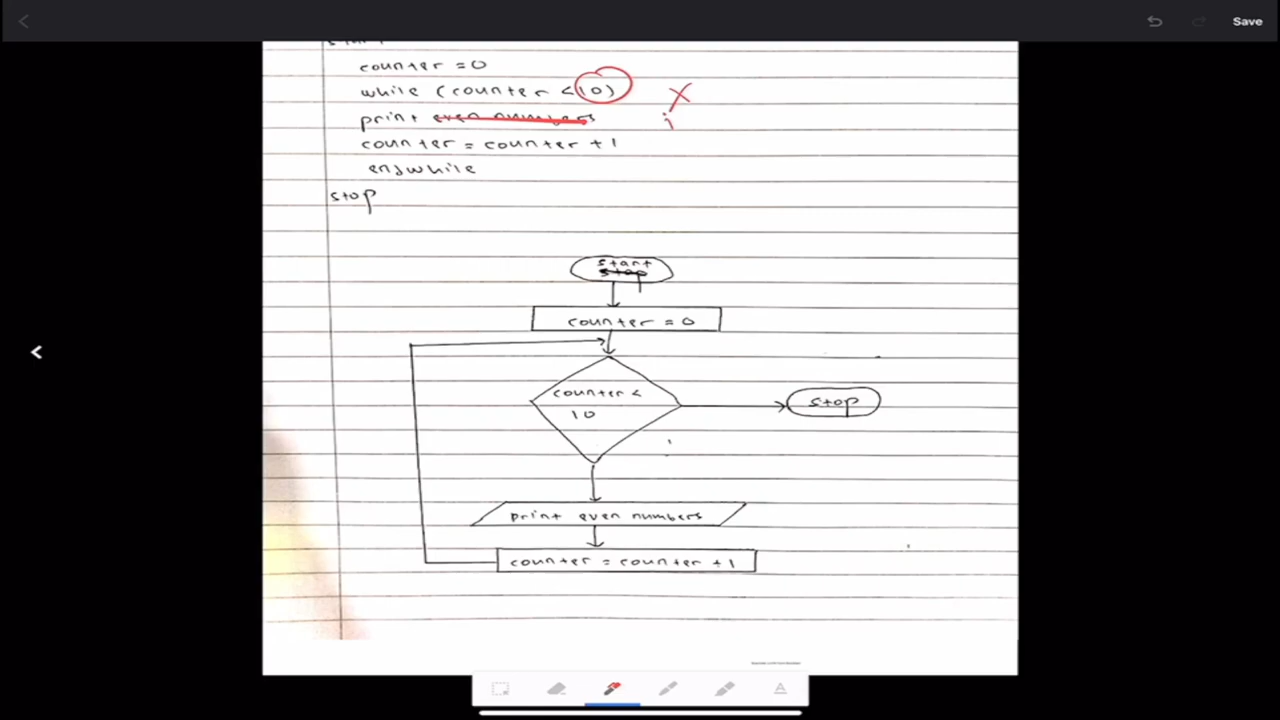 Save
counter = 0
while (counter < 10)
print even numbers
counter = counter + 1
endwhile
stop
start
stop
counter = 0
counter <
10
stop
print even numbers
counter = counter + 1
A